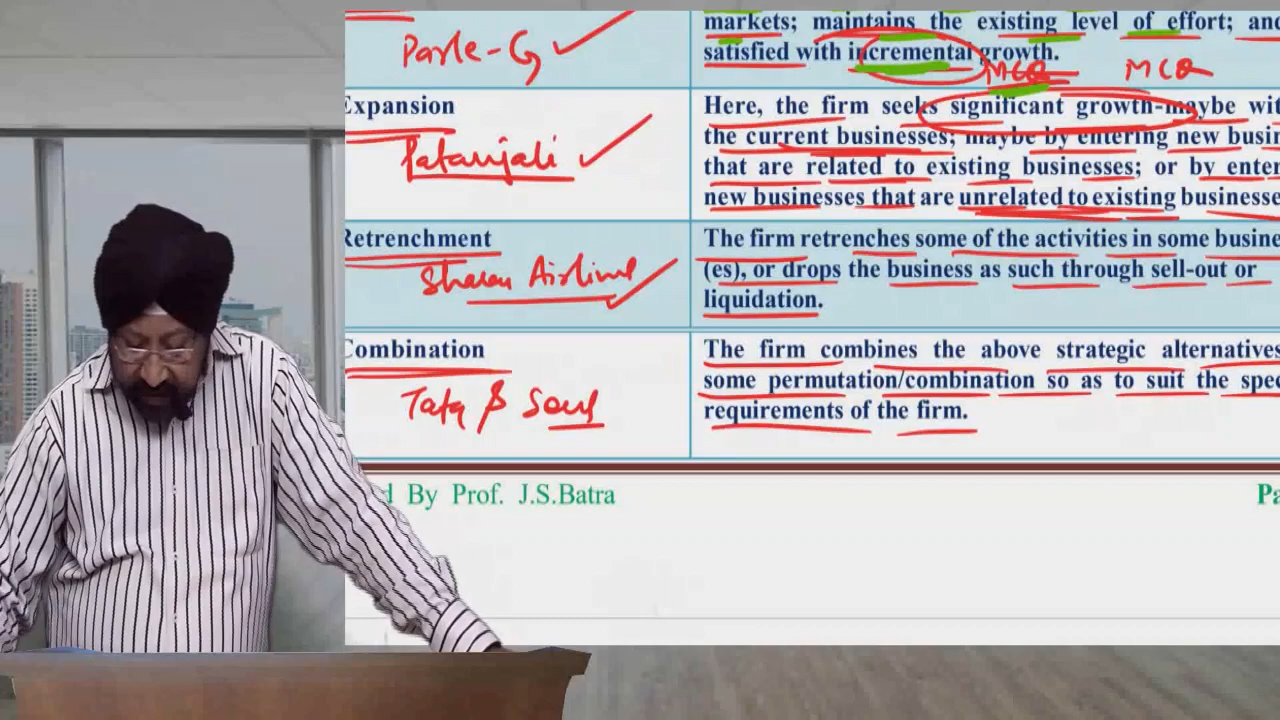 markets; maintains the existing level of effort; and
satisfied with incremental growth.
Parle-G
MCQ MCQ
Expansion
Here, the firm seeks significant growth-maybe wit
the current businesses; maybe by entering new busin
that are related to existing businesses; or by enter
new businesses that are unrelated to existing businesse
Patanjali
Retrenchment
The firm retrenches some of the activities in some busine
(es), or drops the business as such through sell-out or
liquidation.
Combination
The firm combines the above strategic alternatives
some permutation/combination so as to suit the spec
requirements of the firm.
Tata &
d By Prof. J.S.Batra
Pa